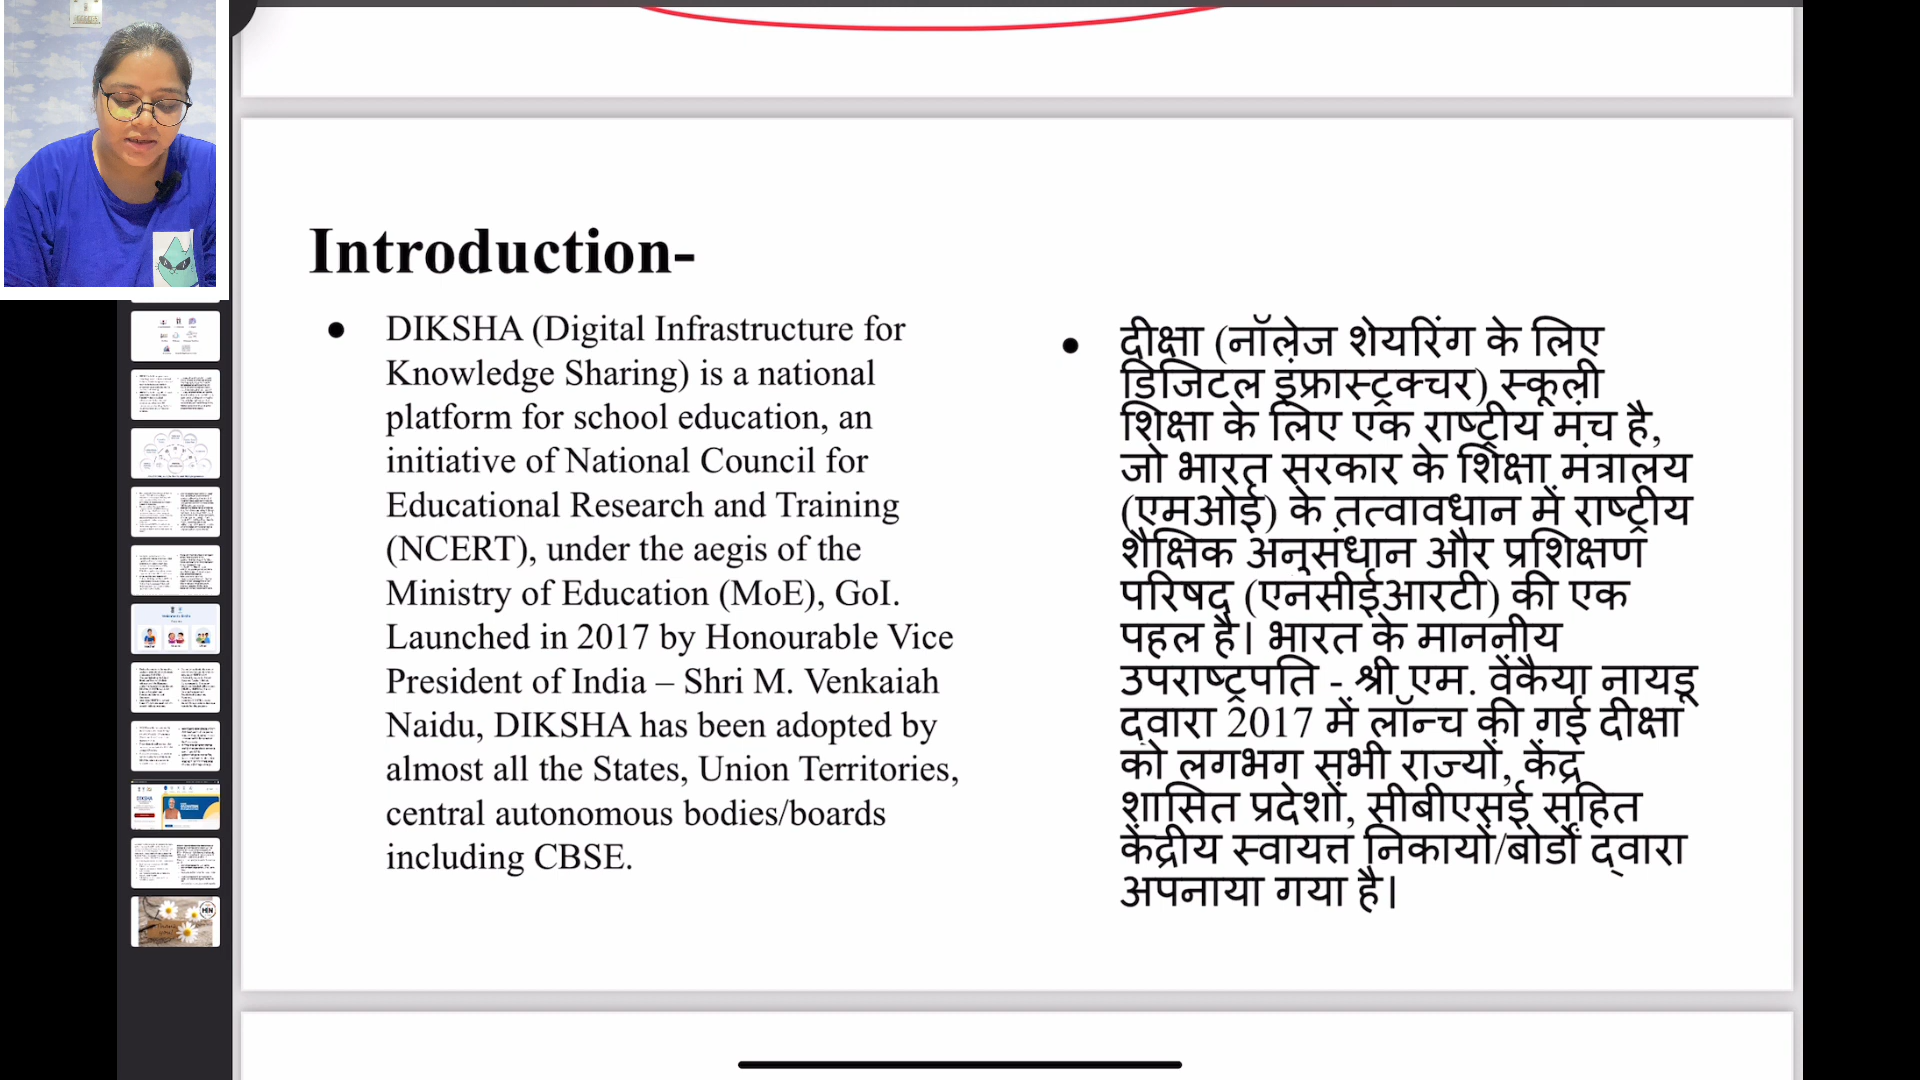 Introduction-
● DIKSHA (Digital Infrastructure for
Knowledge Sharing) is a national
platform for school education, an
initiative of National Council for
Educational Research and Training
(NCERT), under the aegis of the
Ministry of Education (MoE), GoI.
Launched in 2017 by Honourable Vice
President of India – Shri M. Venkaiah
Naidu, DIKSHA has been adopted by
almost all the States, Union Territories,
central autonomous bodies/boards
including CBSE.
● दीक्षा (नॉलेज शेयरिंग के लिए
डिजिटल इंफ्रास्ट्रक्चर) स्कूली
शिक्षा के लिए एक राष्ट्रीय मंच है,
जो भारत सरकार के शिक्षा मंत्रालय
(एमओई) के तत्वावधान में राष्ट्रीय
शैक्षिक अनुसंधान और प्रशिक्षण
परिषद (एनसीईआरटी) की एक
पहल है। भारत के माननीय
उपराष्ट्रपति - श्री एम. वेंकैया नायडू
द्वारा 2017 में लॉन्च की गई दीक्षा
को लगभग सभी राज्यों, केंद्र
शासित प्रदेशों, सीबीएसई सहित
केंद्रीय स्वायत्त निकायों/बोर्डों द्वारा
अपनाया गया है।